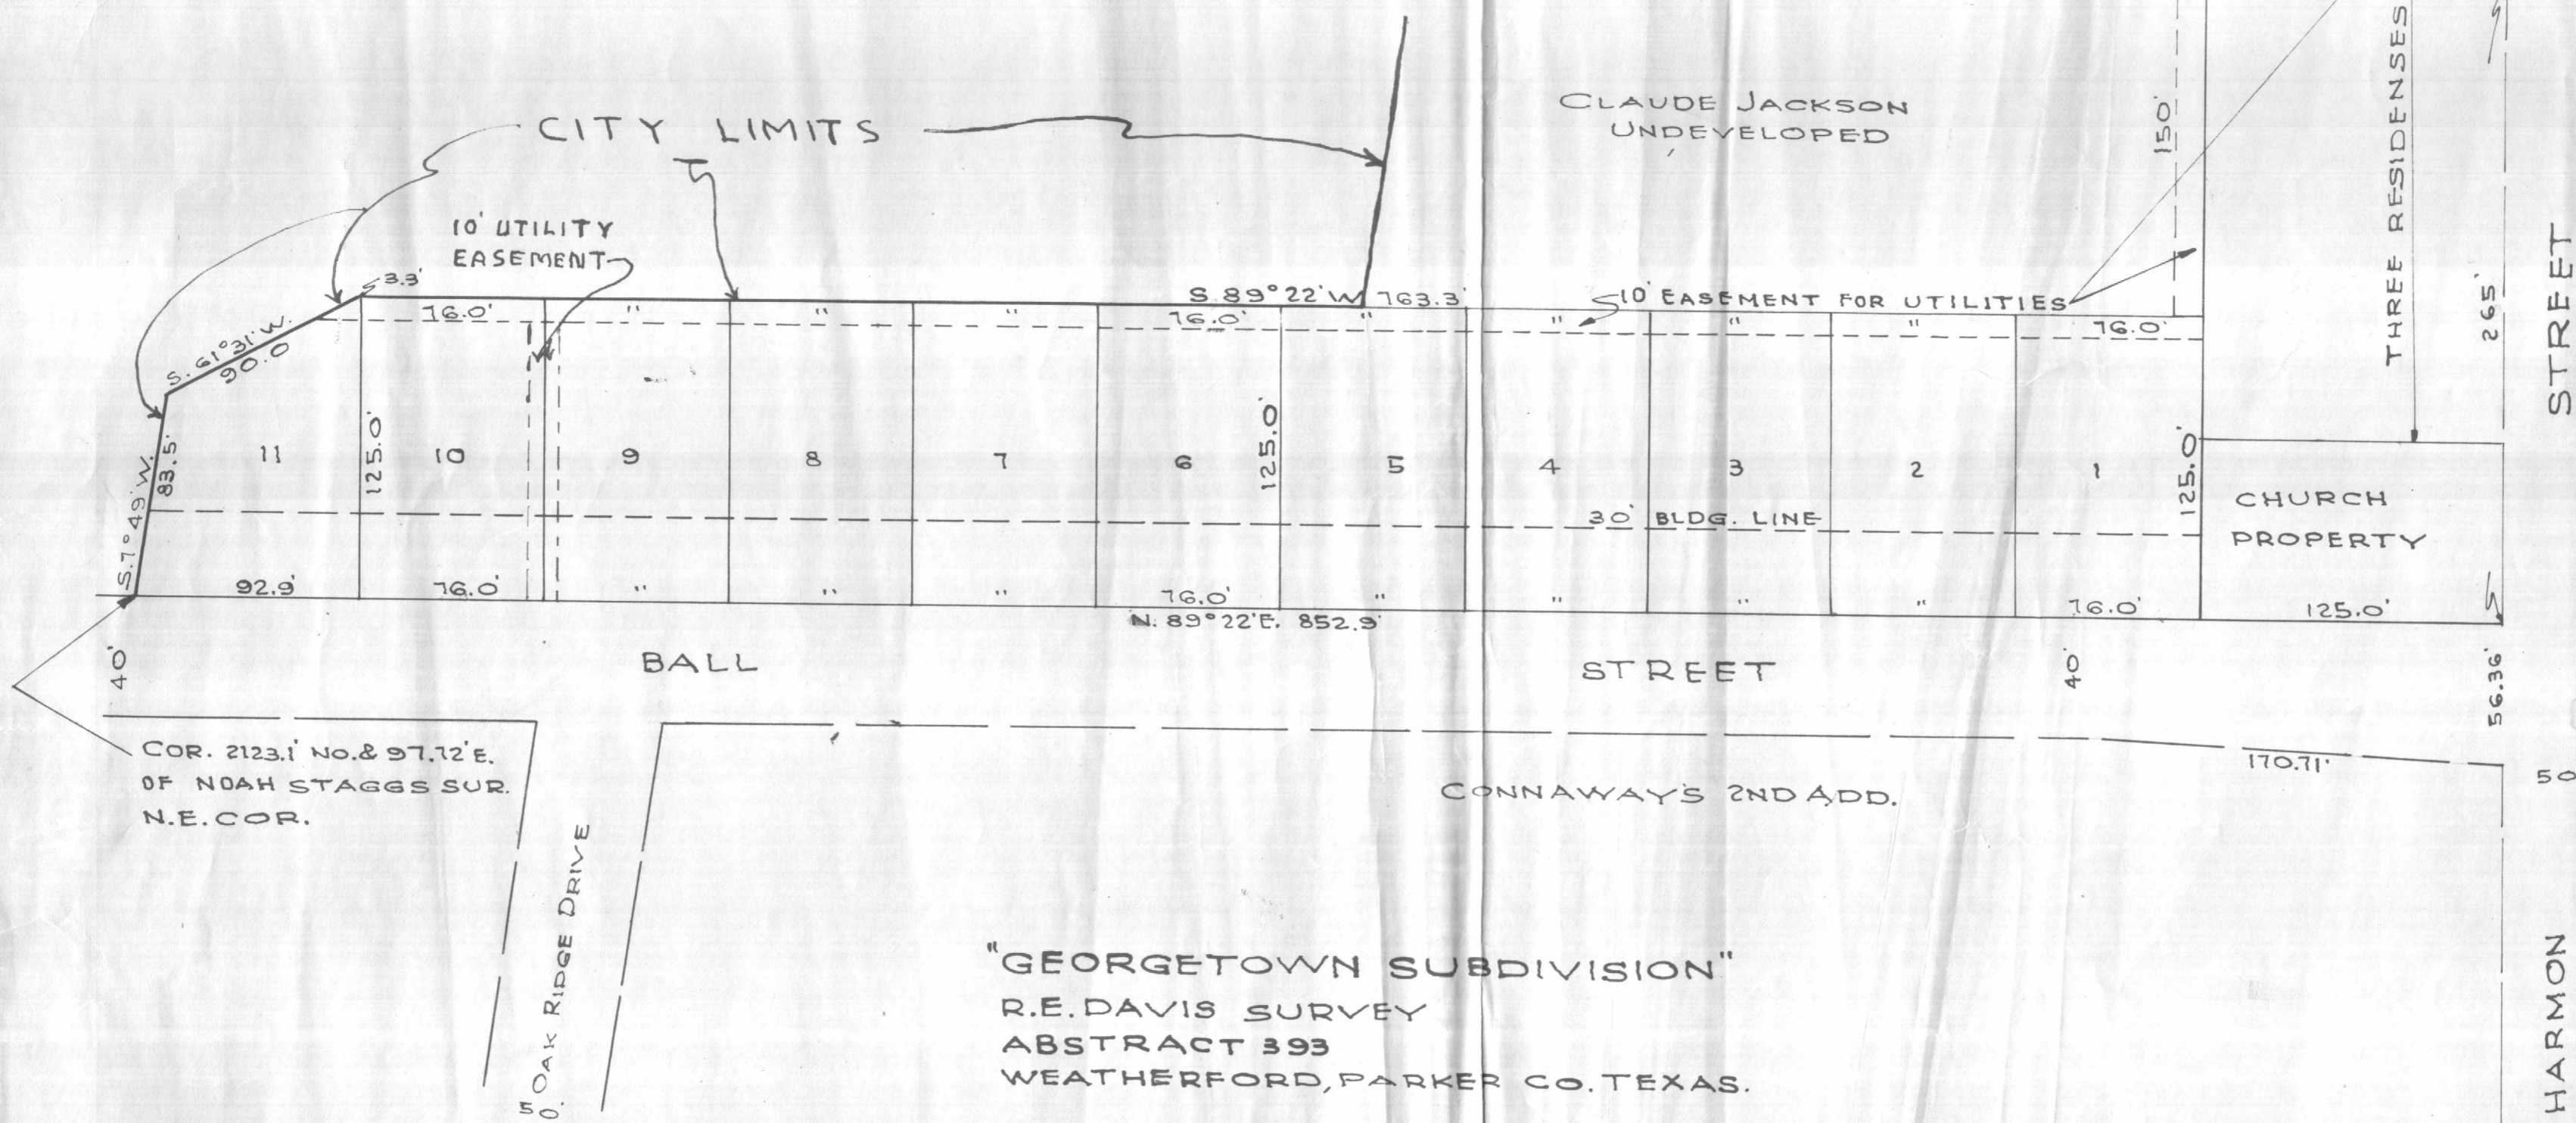 CITY LIMITS
CLAUDE JACKSON
UNDEVELOPED
150'
THREE RESIDENSES
265'
STREET
10' UTILITY
EASEMENT
3.3'
S. 89°22' W. 763.3'
10' EASEMENT FOR UTILITIES
76.0' " " " 76.0' " " " " 76.0'
S. 61°31' W.
90.0
S. 7°49' W.
83.5'
125.0'
125.0'
125.0'
11 10 9 8 7 6 5 4 3 2 1
CHURCH
PROPERTY
30' BLDG. LINE
92.9' 76.0' " " " 76.0' " " " " 76.0' 125.0'
N. 89°22'E. 852.9'
40'
BALL STREET
40'
56.36'
COR. 2123.1' NO. & 97.72' E.
OF NOAH STAGGS SUR.
N.E. COR.
170.71'
50
CONNAWAY'S 2ND ADD.
OAK RIDGE DRIVE
50'
"GEORGETOWN SUBDIVISION"
R.E. DAVIS SURVEY
ABSTRACT 393
WEATHERFORD, PARKER CO. TEXAS.
HARMON